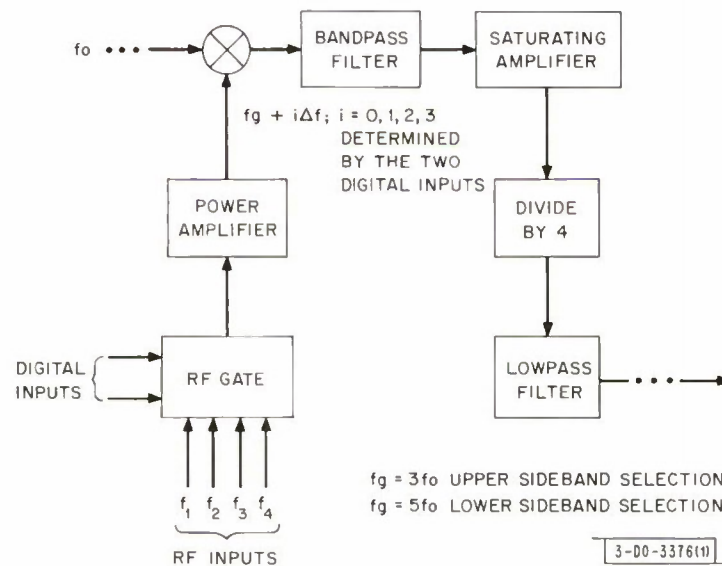 fo
BANDPASS
FILTER
SATURATING
AMPLIFIER
fg + iΔf; i = 0, 1, 2, 3
DETERMINED
BY THE TWO
DIGITAL INPUTS
POWER
AMPLIFIER
DIVIDE
BY 4
DIGITAL
INPUTS
RF GATE
LOWPASS
FILTER
f1 f2 f3 f4
RF INPUTS
fg = 3fo UPPER SIDEBAND SELECTION
fg = 5fo LOWER SIDEBAND SELECTION
3-DO-3376(1)